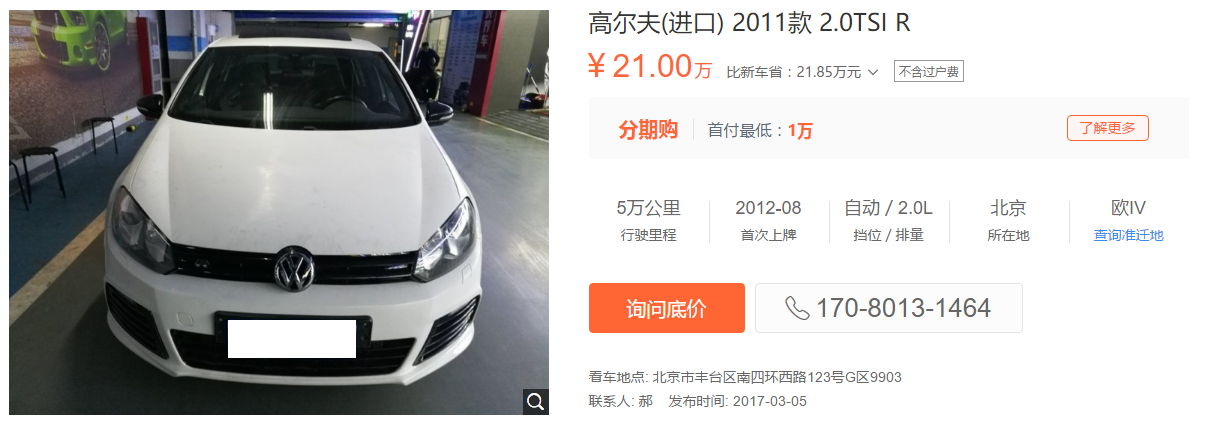 高尔夫(进口) 2011款 2.0TSI R
¥ 21.00万 比新车省：21.85万元 不含过户费
分期购 首付最低：1万 了解更多
5万公里 2012-08 自动 / 2.0L 北京 欧IV
行驶里程 首次上牌 挡位 / 排量 所在地 查询准迁地
询问底价 170-8013-1464
看车地点: 北京市丰台区南四环西路123号G区9903
联系人: 郝 发布时间: 2017-03-05